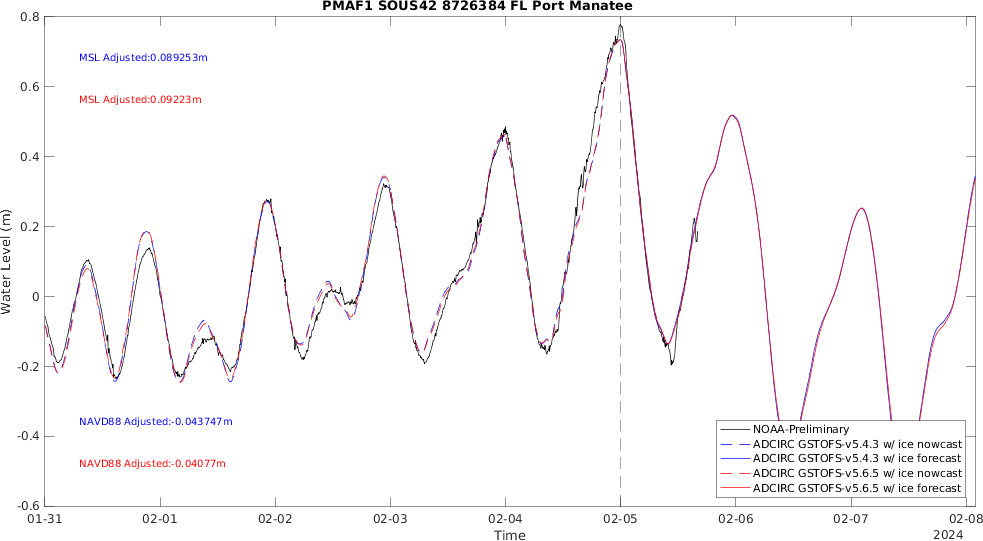 PMAF1 SOUS42 8726384 FL Port Manatee
0.8
MSL Adjusted:0.089253m
0.6
MSL Adjusted:0.09223m
0.4
0.2
Water Level (m)
0
-0.2
NAVD88 Adjusted:-0.043747m
-0.4
NAVD88 Adjusted:-0.04077m
-0.6
NOAA-Preliminary
ADCIRC GSTOFS-v5.4.3 w/ ice nowcast
ADCIRC GSTOFS-v5.4.3 w/ ice forecast
ADCIRC GSTOFS-v5.6.5 w/ ice nowcast
ADCIRC GSTOFS-v5.6.5 w/ ice forecast
01-31 02-01 02-02 02-03 02-04 02-05 02-06 02-07 02-08
Time
2024